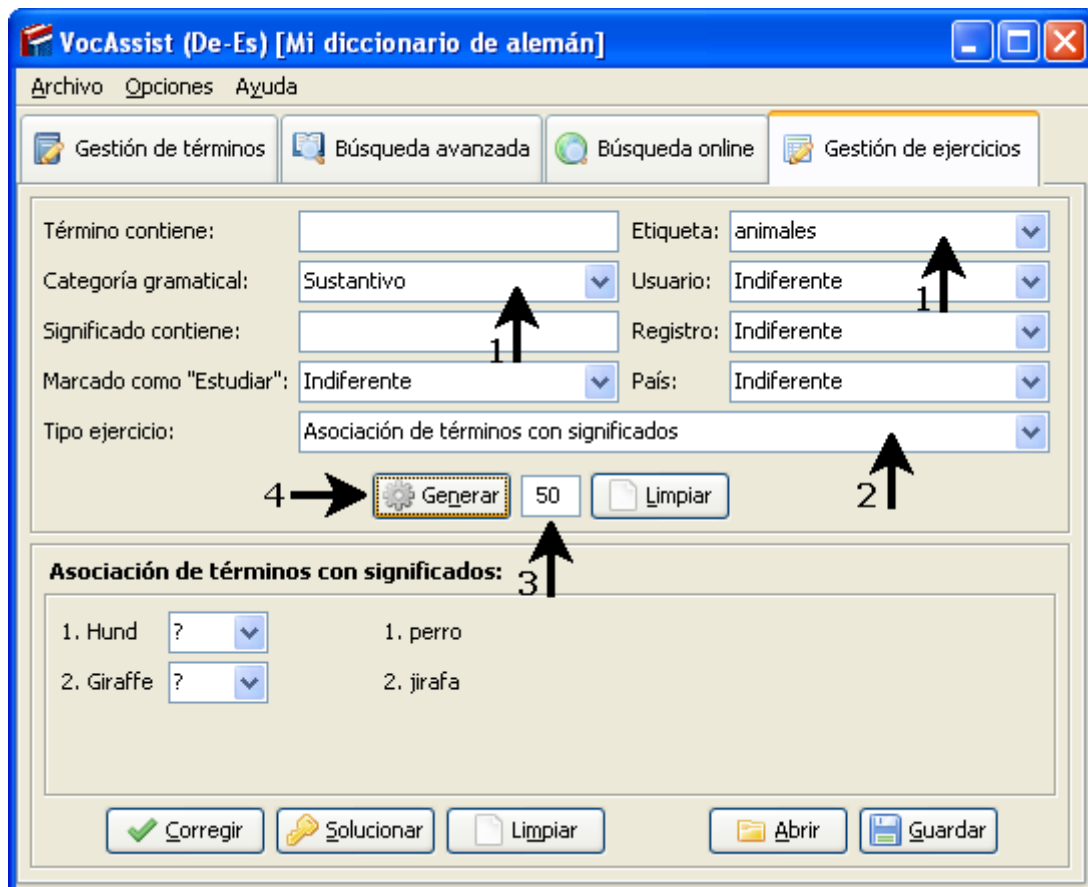 VocAssist (De-Es) [Mi diccionario de alemán]
Archivo Opciones Ayuda
Gestión de términos Búsqueda avanzada Búsqueda online Gestión de ejercicios
Término contiene: Etiqueta: animales
Categoría gramatical: Sustantivo Usuario: Indiferente
1
Significado contiene: Registro: Indiferente
1
Marcado como "Estudiar": Indiferente País: Indiferente
Tipo ejercicio: Asociación de términos con significados
4 Generar 50 Limpiar 2
Asociación de términos con significados: 3
1. Hund ? 1. perro
2. Giraffe ? 2. jirafa
Corregir Solucionar Limpiar Abrir Guardar